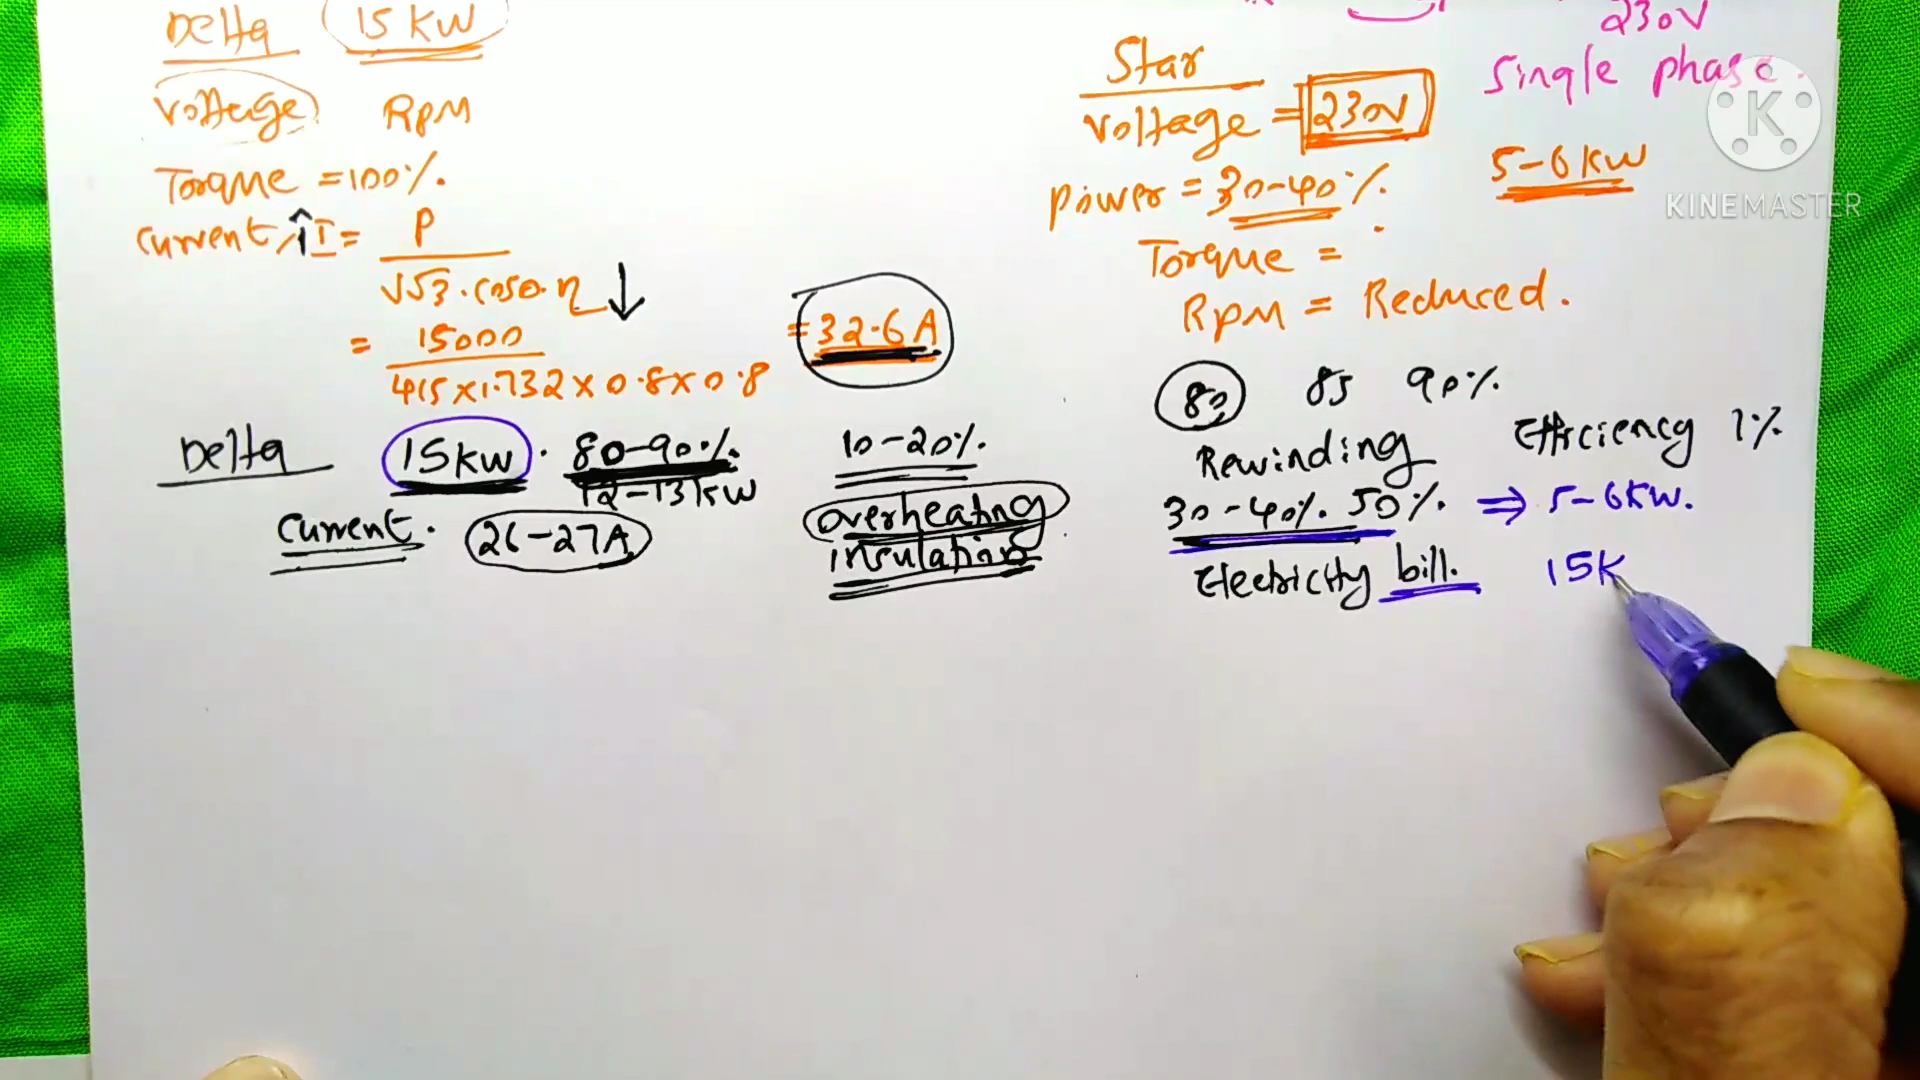 Delta 15 KW
Voltage RPM
Torque = 100%.
Current I = P
√√3.cosθ.η
= 15000
415×1.732×0.8×0.8
= 32.6A
Delta 15KW. 80-90% 10-20%.
12-13KW
Current. 26-27A
overheating
insulation
230V
Single phase.
Star
Voltage = 230V
Power = 30-40%. 5-6KW
Torque =
RPM = Reduced.
80 85 90%
Rewinding Efficiency 1%
30-40% 50%. ⇒ 5-6KW.
Electricity bill. 15K
K
KINEMASTER